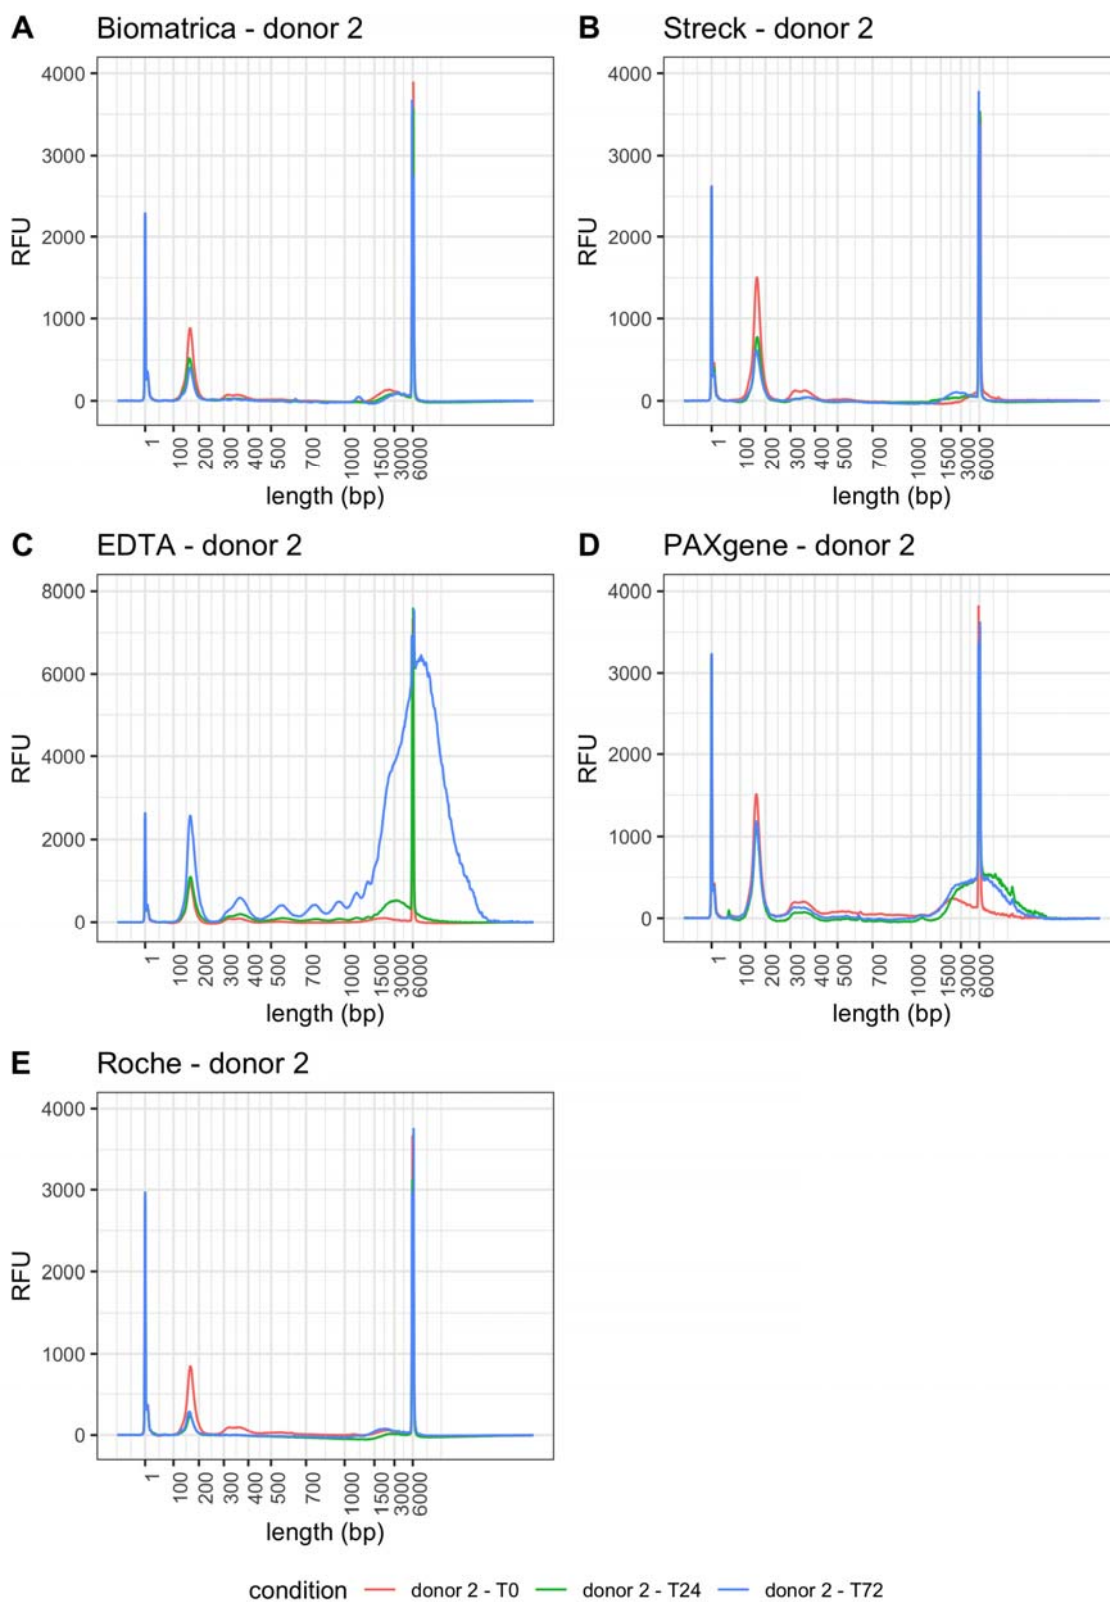 A Biomatrica - donor 2
4000
3000
2000
1000
0
RFU
1 100 200 300 400 500 700 1000 1500 3000 6000
length (bp)
B Streck - donor 2
4000
3000
2000
1000
0
RFU
1 100 200 300 400 500 700 1000 1500 3000 6000
length (bp)
C EDTA - donor 2
8000
6000
4000
2000
0
RFU
1 100 200 300 400 500 700 1000 1500 3000 6000
length (bp)
D PAXgene - donor 2
4000
3000
2000
1000
0
RFU
1 100 200 300 400 500 700 1000 1500 3000 6000
length (bp)
E Roche - donor 2
4000
3000
2000
1000
0
RFU
1 100 200 300 400 500 700 1000 1500 3000 6000
length (bp)
condition donor 2 - T0 donor 2 - T24 donor 2 - T72